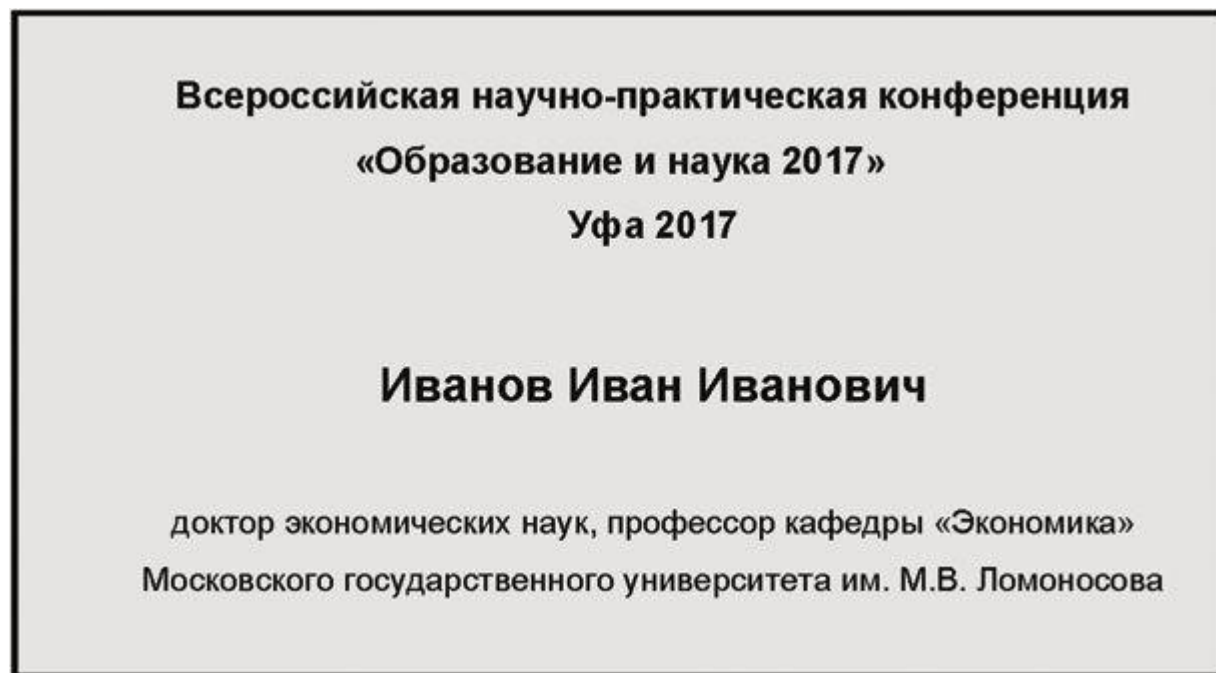 Всероссийская научно-практическая конференция
«Образование и наука 2017»
Уфа 2017
Иванов Иван Иванович
доктор экономических наук, профессор кафедры «Экономика»
Московского государственного университета им. М.В. Ломоносова